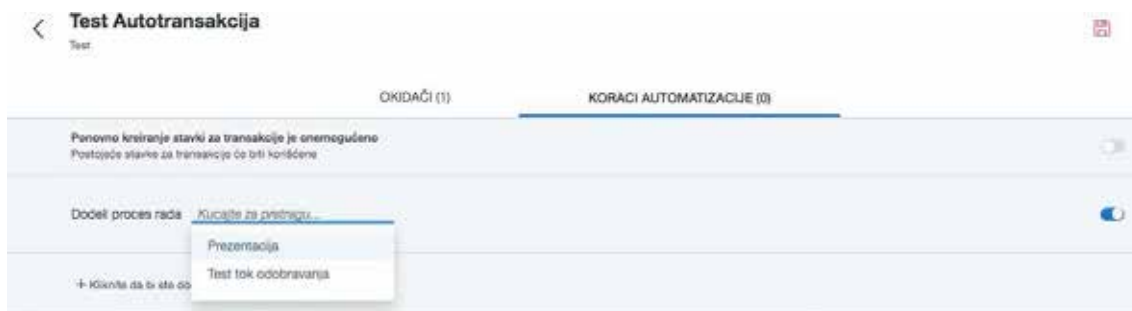 Test Autotransakcija
Test
OKIDAČI (1)
KORACI AUTOMATIZACIJE (0)
Ponovno kreiranje stavki za transakcije je onemogućeno
Postojeće stavke za transakcije će biti korišćene
Dodeli proces rada Kucajte za pretragu...
Prezentacija
Test tok odobravanja
+ Kliknite da bi ste do